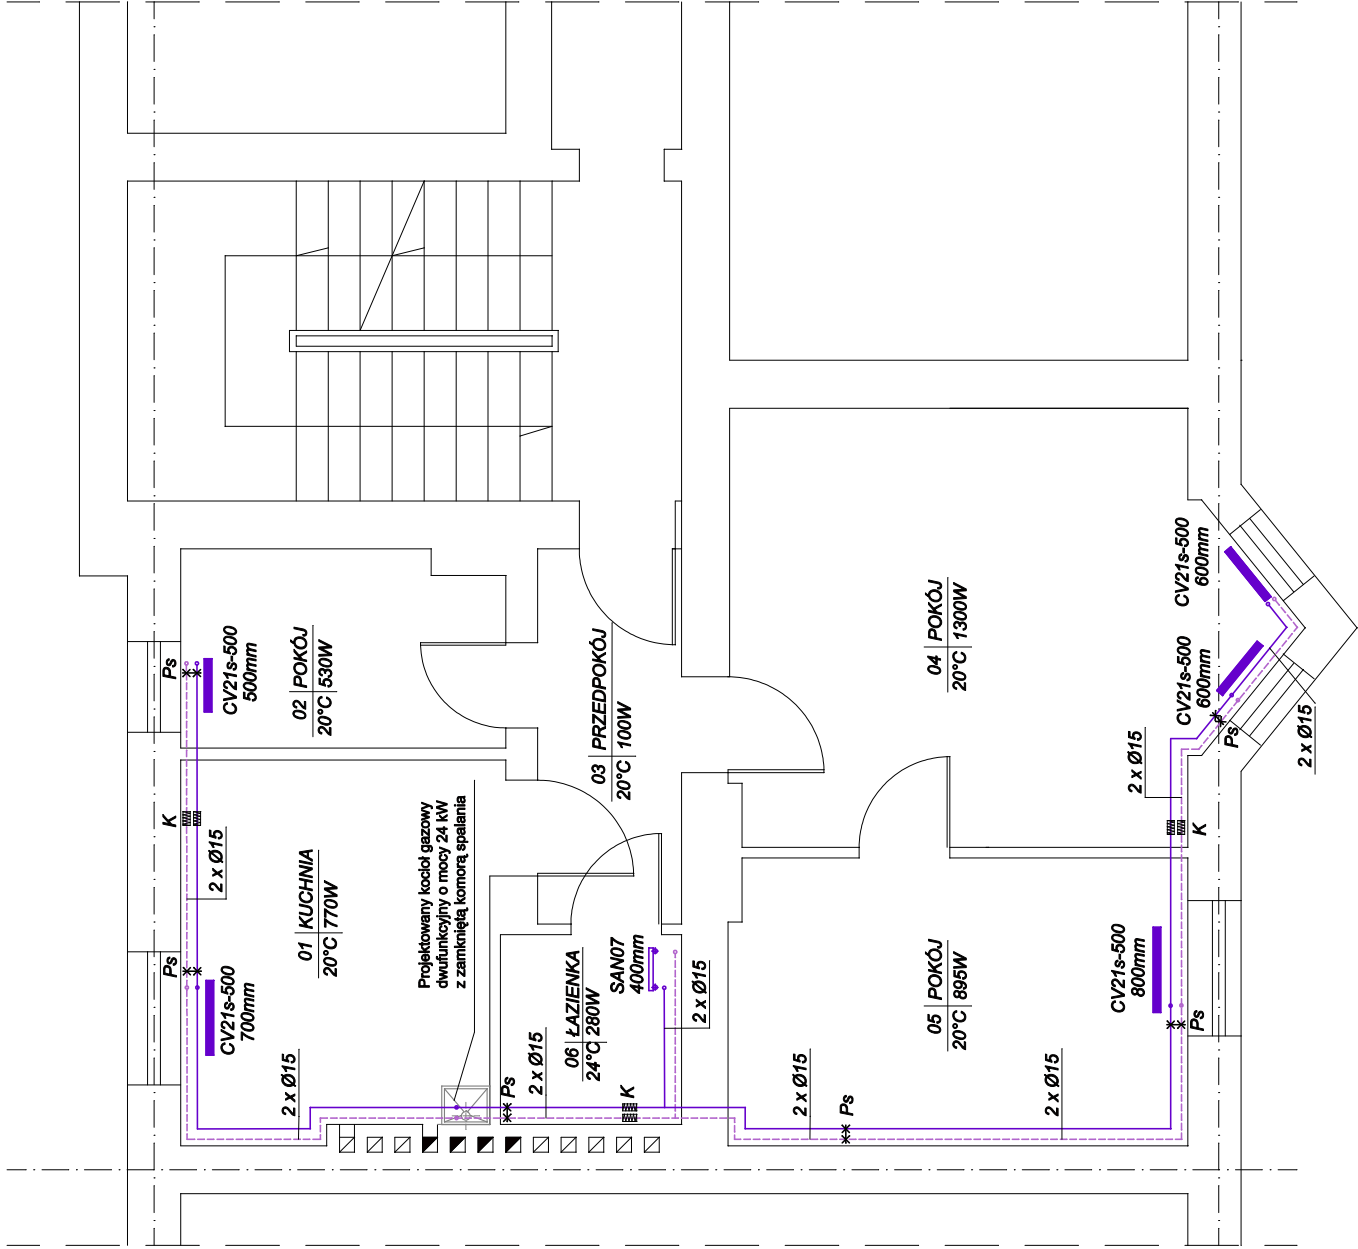 Ps
CV21s-500
500mm
02 POKÓJ
20°C 530W
K
2 x Ø15
01 KUCHNIA
20°C 770W
Ps
CV21s-500
700mm
2 x Ø15
Projektowany kocioł gazowy
dwufunkcyjny o mocy 24 kW
z zamkniętą komorą spalania
03 PRZEDPOKÓJ
20°C 100W
Ps
2 x Ø15
06 ŁAZIENKA
24°C 280W
SAN07
400mm
K
2 x Ø15
04 POKÓJ
20°C 1300W
CV21s-500
600mm
CV21s-500
600mm
Ps
2 x Ø15
2 x Ø15
K
05 POKÓJ
20°C 895W
CV21s-500
800mm
Ps
2 x Ø15
Ps
2 x Ø15